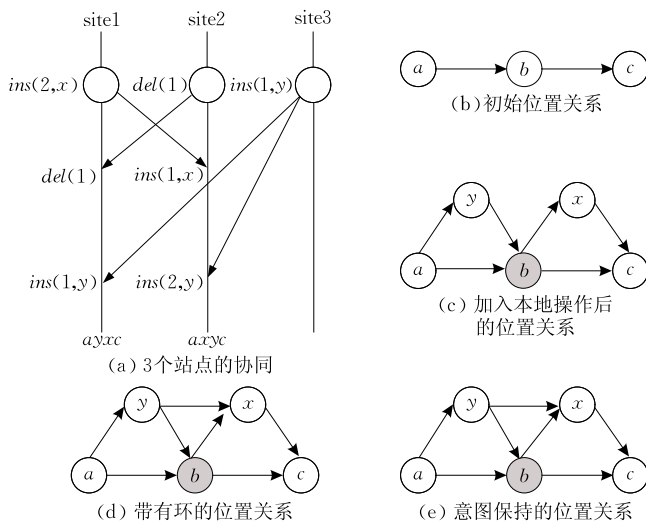 site1 site2 site3
ins(2,x) del(1) ins(1,y)
del(1) ins(1,x)
ins(1,y) ins(2,y)
ayxc axyc
(a) 3个站点的协同
a b c
(b) 初始位置关系
y x
a b c
(c) 加入本地操作后
的位置关系
y x
a b c
(d) 带有环的位置关系
y x
a b c
(e) 意图保持的位置关系